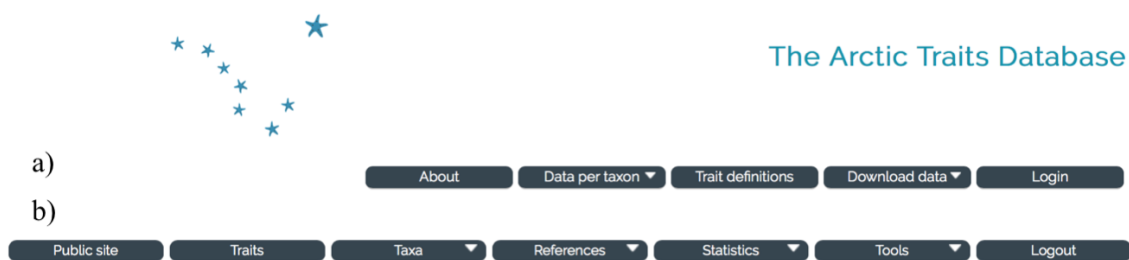 The Arctic Traits Database
a)
About Data per taxon Trait definitions Download data Login
b)
Public site Traits Taxa References Statistics Tools Logout